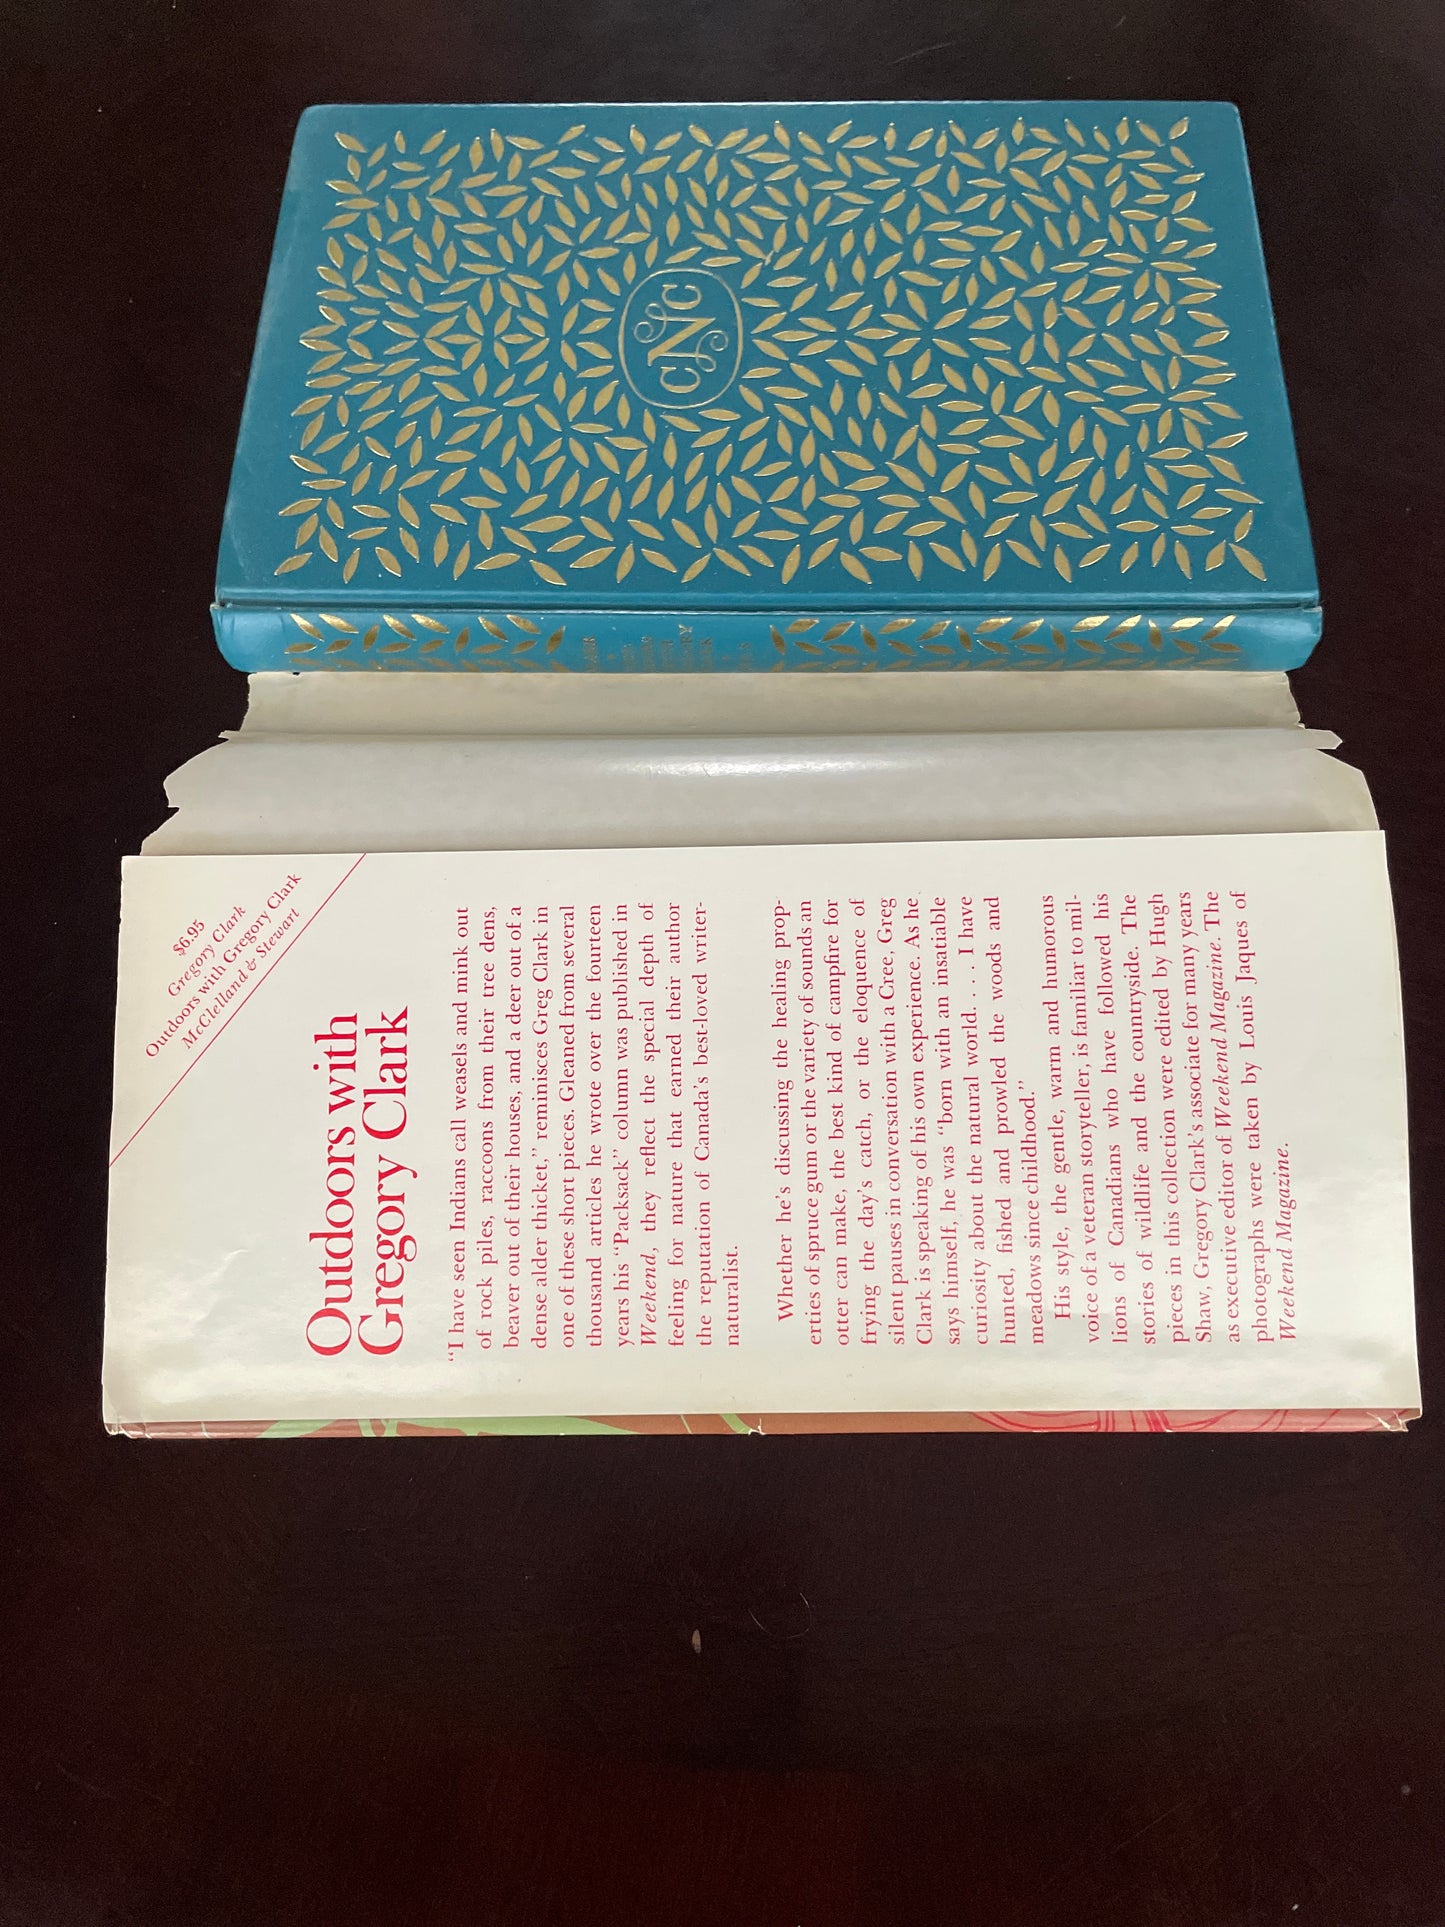 CNC
$6.95
Gregory Clark
Outdoors with Gregory Clark
McClelland & Stewart
Outdoors with
Gregory Clark
“I have seen Indians call weasels and mink out
of rock piles, raccoons from their tree dens,
beaver out of their houses, and a deer out of a
dense alder thicket,” reminisces Greg Clark in
one of these short pieces. Gleaned from several
thousand articles he wrote over the fourteen
years his “Packsack” column was published in
Weekend, they reflect the special depth of
feeling for nature that earned their author
the reputation of Canada’s best-loved writer-
naturalist.
Whether he’s discussing the healing prop-
erties of spruce gum or the variety of sounds an
otter can make, the best kind of campfire for
frying the day’s catch, or the eloquence of
silent pauses in conversation with a Cree, Greg
Clark is speaking of his own experience. As he
says himself, he was “born with an insatiable
curiosity about the natural world. . . . I have
hunted, fished and prowled the woods and
meadows since childhood.”
His style, the gentle, warm and humorous
voice of a veteran storyteller, is familiar to mil-
lions of Canadians who have followed his
stories of wildlife and the countryside. The
pieces in this collection were edited by Hugh
Shaw, Gregory Clark’s associate for many years
as executive editor of Weekend Magazine. The
photographs were taken by Louis Jaques of
Weekend Magazine.